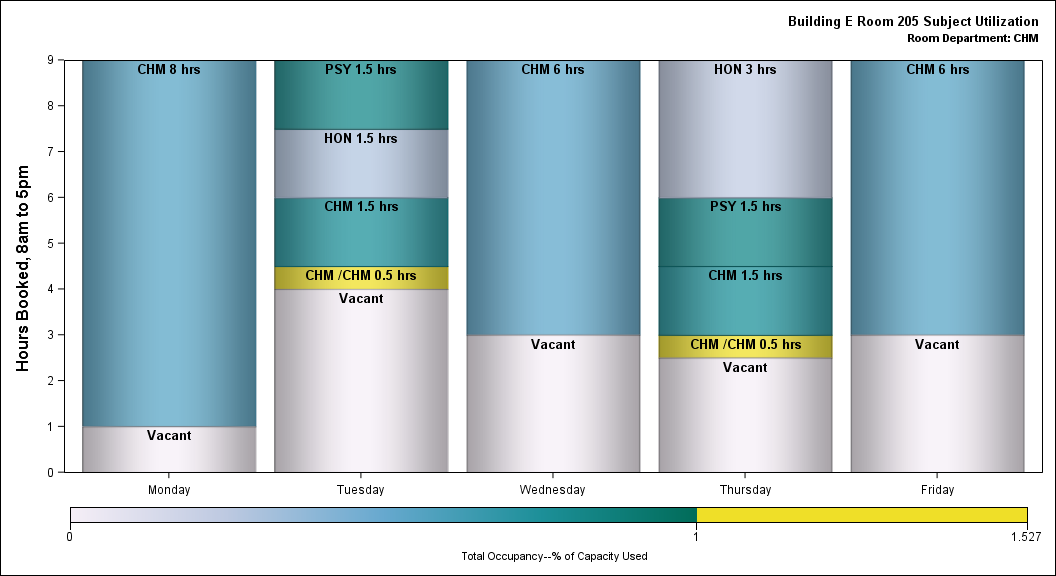 Building E Room 205 Subject Utilization
Room Department: CHM
Hours Booked, 8am to 5pm
9
8
7
6
5
4
3
2
1
0
CHM 8 hrs
Vacant
PSY 1.5 hrs
HON 1.5 hrs
CHM 1.5 hrs
CHM /CHM 0.5 hrs
Vacant
CHM 6 hrs
Vacant
HON 3 hrs
PSY 1.5 hrs
CHM 1.5 hrs
CHM /CHM 0.5 hrs
Vacant
CHM 6 hrs
Vacant
Monday Tuesday Wednesday Thursday Friday
0 1 1.527
Total Occupancy--% of Capacity Used